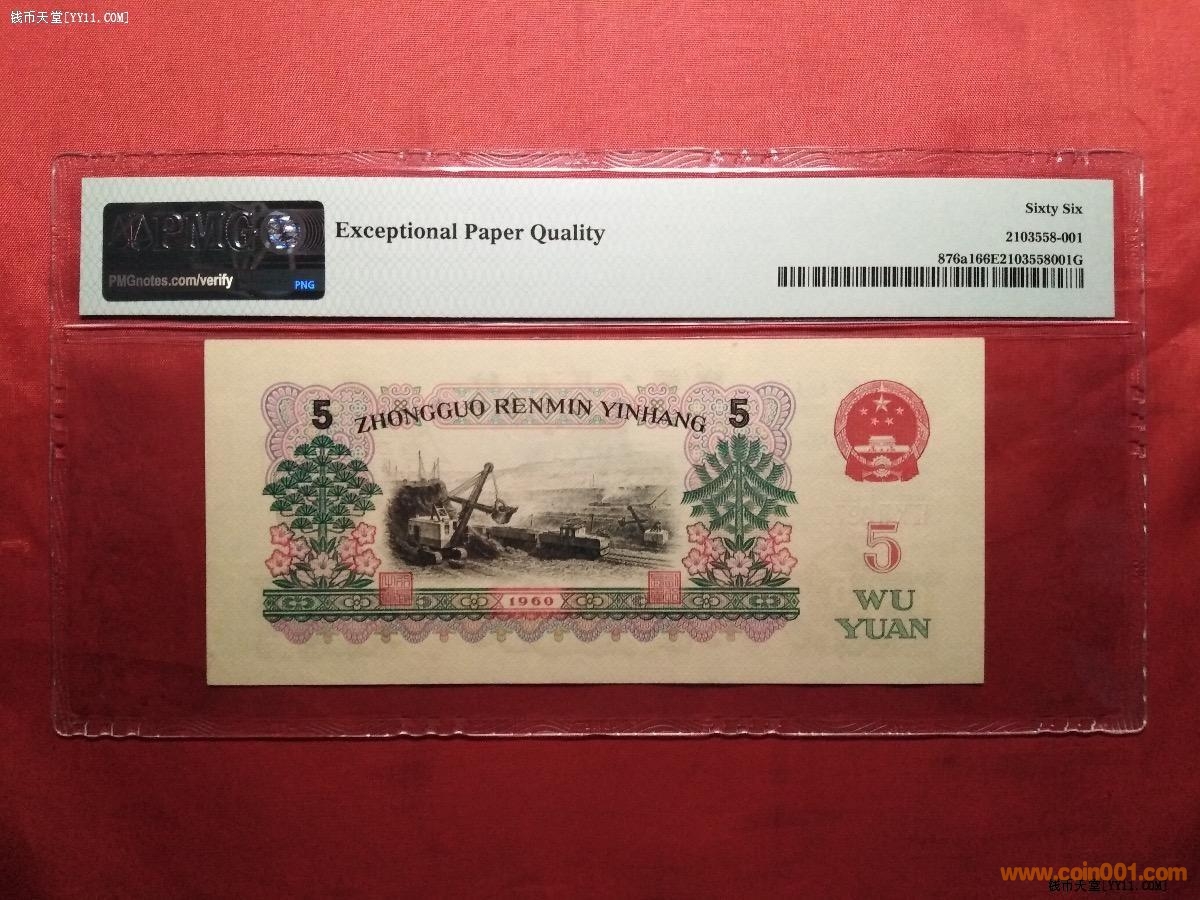 钱币天堂[YY11.COM]
PMG
PMGnotes.com/verify
PNG
Exceptional Paper Quality
Sixty Six
2103558-001
876a166E2103558001G
5 ZHONGGUO RENMIN YINHANG 5
5
WU
YUAN
1960
www.coin001.com
钱币天堂[YY11.COM]